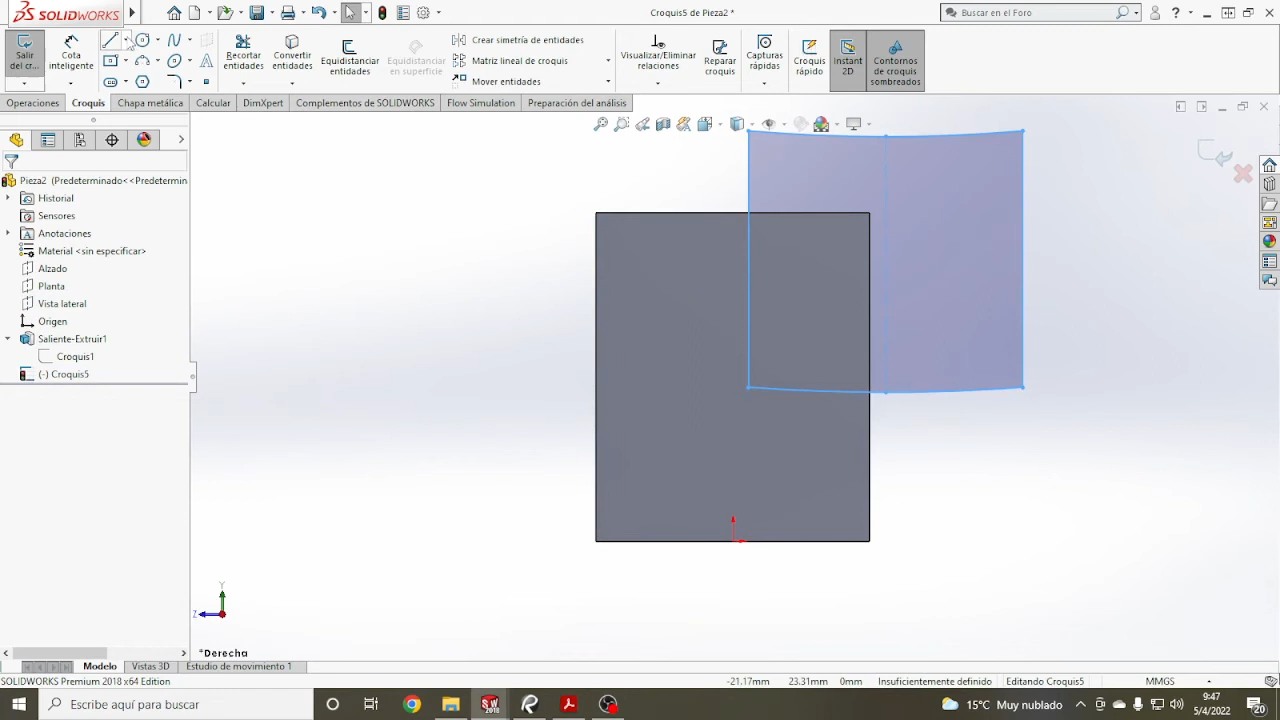 SOLIDWORKS
Croquis5 de Pieza2 *
Buscar en el Foro
Salir del cr...
Cota inteligente
Recortar entidades
Convertir entidades
Equidistanciar entidades
Equidistanciar en superficie
Crear simetría de entidades
Matriz lineal de croquis
Mover entidades
Visualizar/Eliminar relaciones
Reparar croquis
Capturas rápidas
Croquis rápido
Instant 2D
Contornos de croquis sombreados
Operaciones
Croquis
Chapa metálica
Calcular
DimXpert
Complementos de SOLIDWORKS
Flow Simulation
Preparación del análisis
Pieza2 (Predeterminado<<Predetermin
Historial
Sensores
Anotaciones
Material <sin especificar>
Alzado
Planta
Vista lateral
Origen
Saliente-Extruir1
Croquis1
(-) Croquis5
Y
Z
*Derecha
Modelo
Vistas 3D
Estudio de movimiento 1
SOLIDWORKS Premium 2018 x64 Edition
-21.17mm
23.31mm
0mm
Insuficientemente definido
Editando Croquis5
MMGS
Escribe aquí para buscar
15°C Muy nublado
9:47
5/4/2022
20